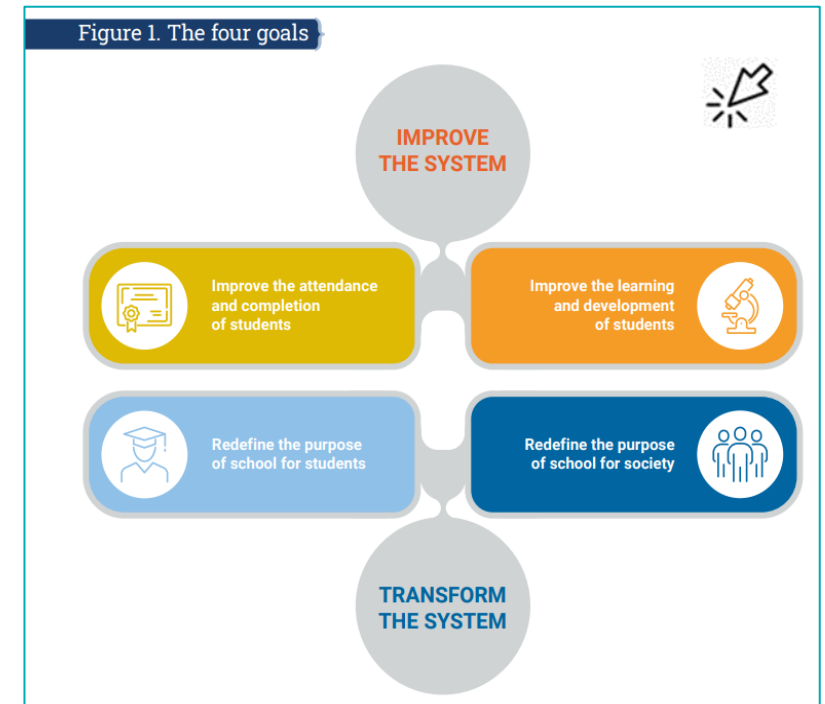 Figure 1. The four goals
IMPROVE
THE SYSTEM
Improve the attendance
and completion
of students
Improve the learning
and development
of students
Redefine the purpose
of school for students
Redefine the purpose
of school for society
TRANSFORM
THE SYSTEM